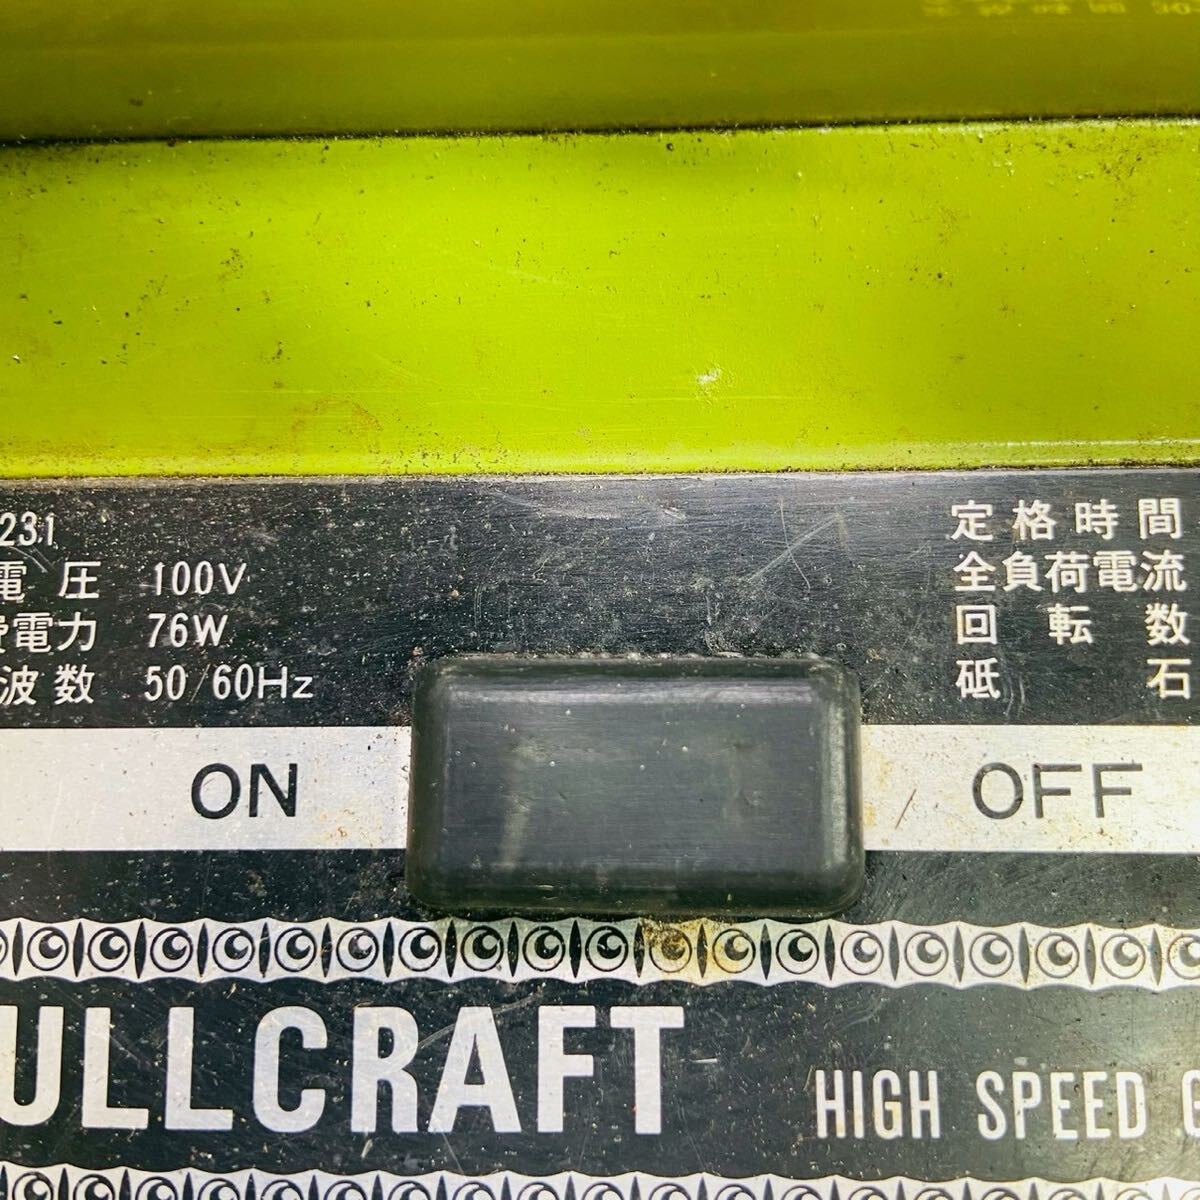 231
電圧 100V
費電力 76W
波数 50/60Hz
定格時間
全負荷電流
回転数
砥石
ON
OFF
ULLCRAFT
HIGH SPEED G